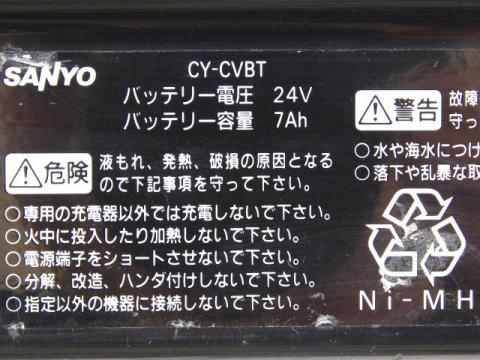 SANYO
CY-CVBT
バッテリー電圧 24V
バッテリー容量 7Ah
⚠危険
液もれ、発熱、破損の原因となる
ので下記事項を守って下さい。
○専用の充電器以外では充電しないで下さい。
○火中に投入したり加熱しないで下さい。
○電源端子をショートさせないで下さい。
○分解、改造、ハンダ付けしないで下さい。
○指定以外の機器に接続しないで下さい。
⚠警告
故障
守っ
○水や海水につけ
○落下や乱暴な取
Ni-MH